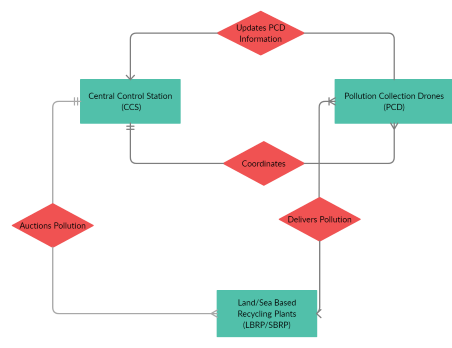 Updates PCD
Information
Central Control Station
(CCS)
Pollution Collection Drones
(PCD)
Coordinates
Auctions Pollution
Delivers Pollution
Land/Sea Based
Recycling Plants
(LBRP/SBRP)